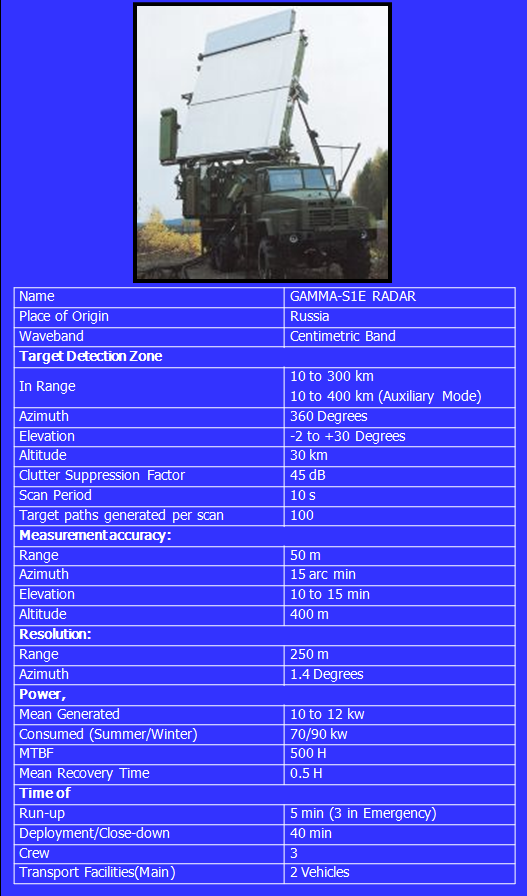 Name GAMMA-S1E RADAR
Place of Origin Russia
Waveband Centimetric Band
Target Detection Zone
In Range 10 to 300 km
10 to 400 km (Auxiliary Mode)
Azimuth 360 Degrees
Elevation -2 to +30 Degrees
Altitude 30 km
Clutter Suppression Factor 45 dB
Scan Period 10 s
Target paths generated per scan 100
Measurement accuracy:
Range 50 m
Azimuth 15 arc min
Elevation 10 to 15 min
Altitude 400 m
Resolution:
Range 250 m
Azimuth 1.4 Degrees
Power,
Mean Generated 10 to 12 kw
Consumed (Summer/Winter) 70/90 kw
MTBF 500 H
Mean Recovery Time 0.5 H
Time of
Run-up 5 min (3 in Emergency)
Deployment/Close-down 40 min
Crew 3
Transport Facilities(Main) 2 Vehicles